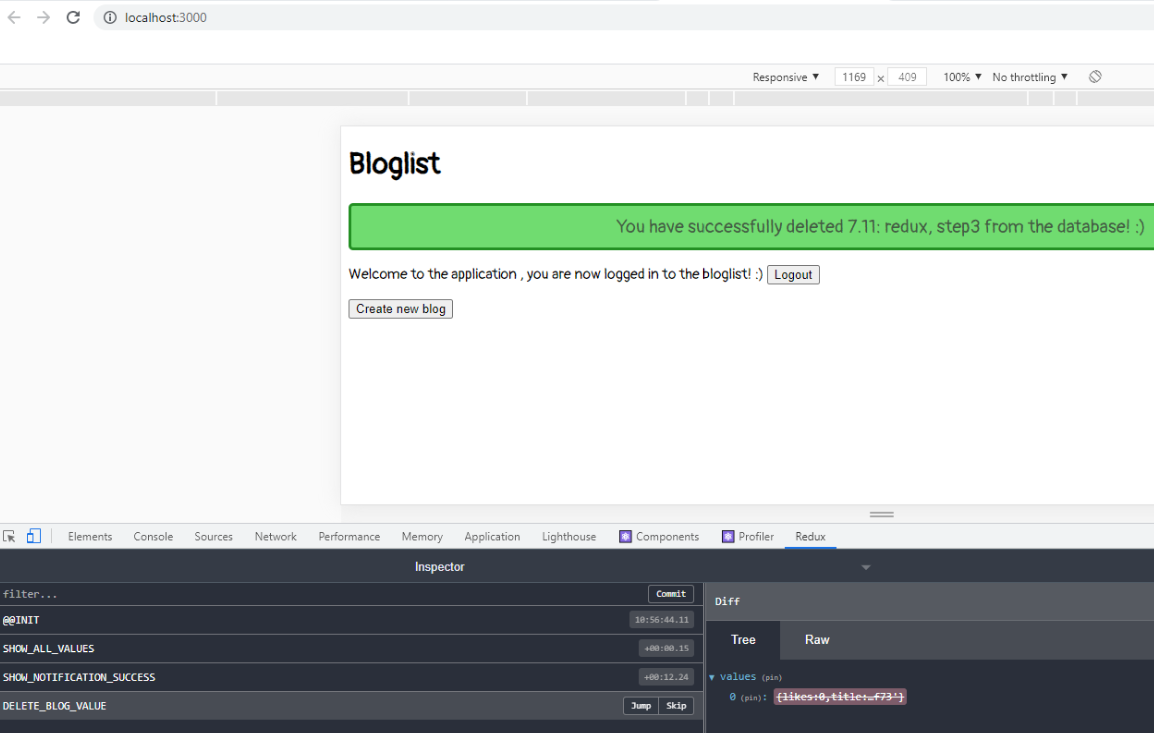 localhost:3000
Responsive ▼ 1169 x 409 100% ▼ No throttling ▼
Bloglist
You have successfully deleted 7.11: redux, step3 from the database! :)
Welcome to the application , you are now logged in to the bloglist! :) Logout
Create new blog
Elements Console Sources Network Performance Memory Application Lighthouse Components Profiler Redux
Inspector
filter... Commit
Diff
@@INIT 10:56:44.11
Tree Raw
SHOW_ALL_VALUES +00:00.15
SHOW_NOTIFICATION_SUCCESS +00:12.24
values (pin)
0 (pin): {likes:0,title:…f73'}
DELETE_BLOG_VALUE Jump Skip